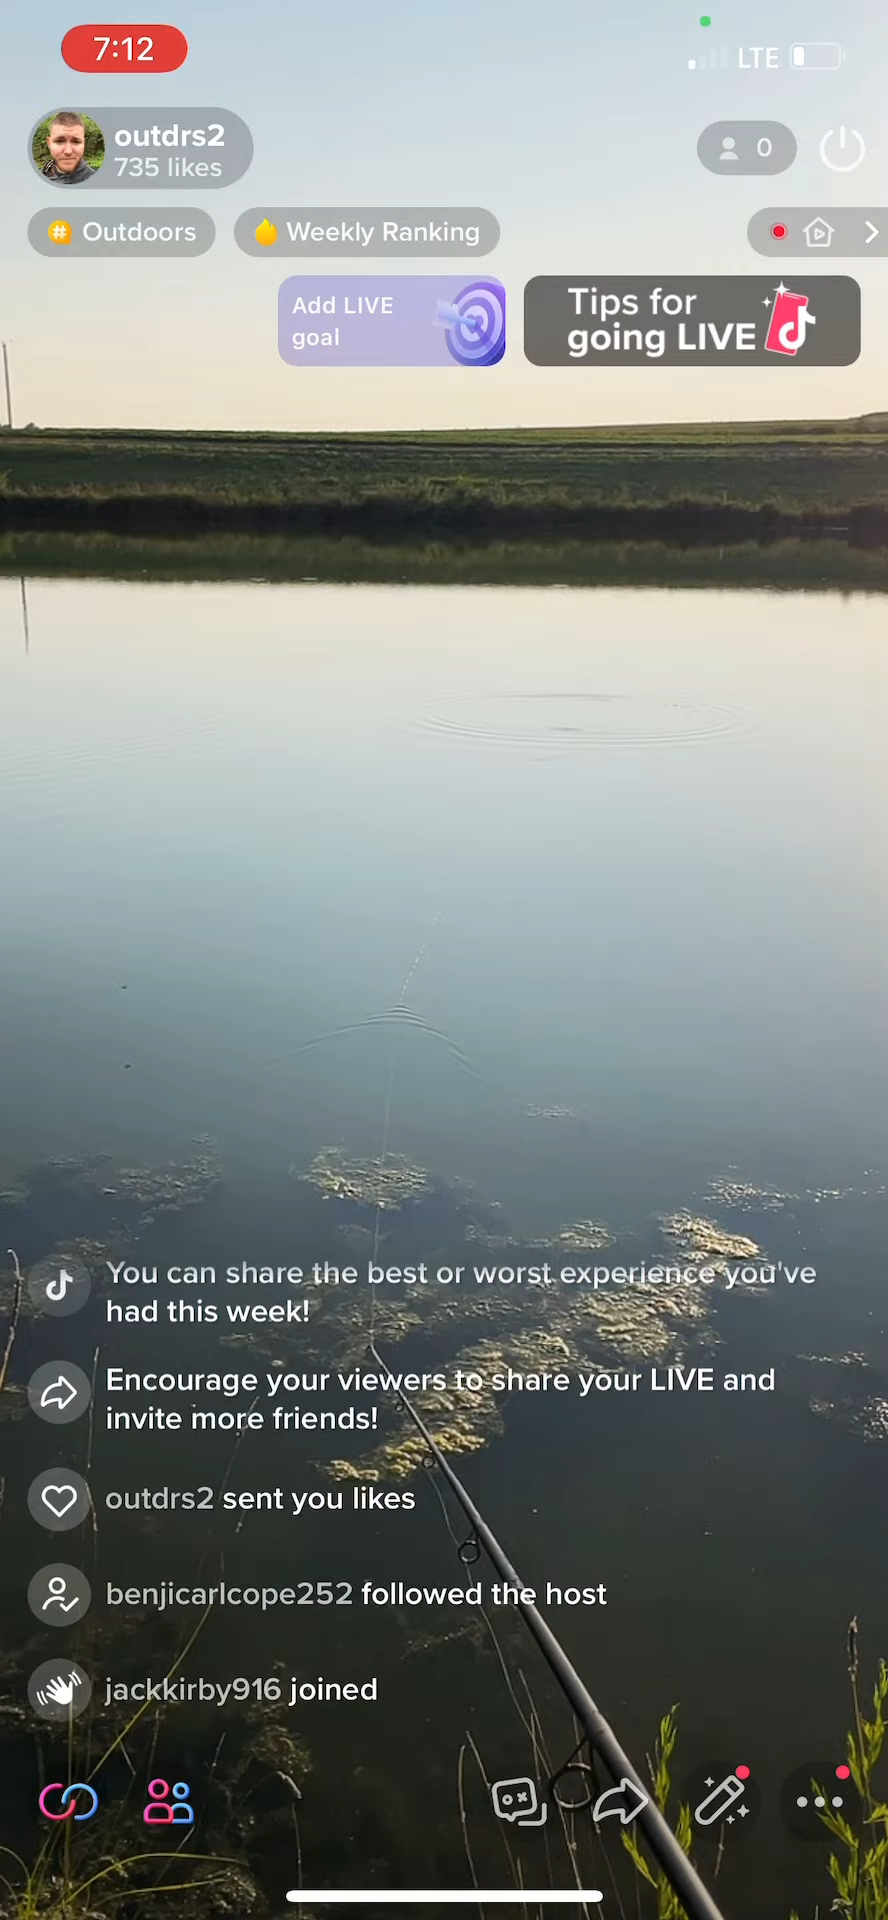 7:12
LTE
outdrs2
735 likes
0
Outdoors
Weekly Ranking
Add LIVE
goal
Tips for
going LIVE
You can share the best or worst experience you've
had this week!
Encourage your viewers to share your LIVE and
invite more friends!
outdrs2 sent you likes
benjicarlcope252 followed the host
jackkirby916 joined